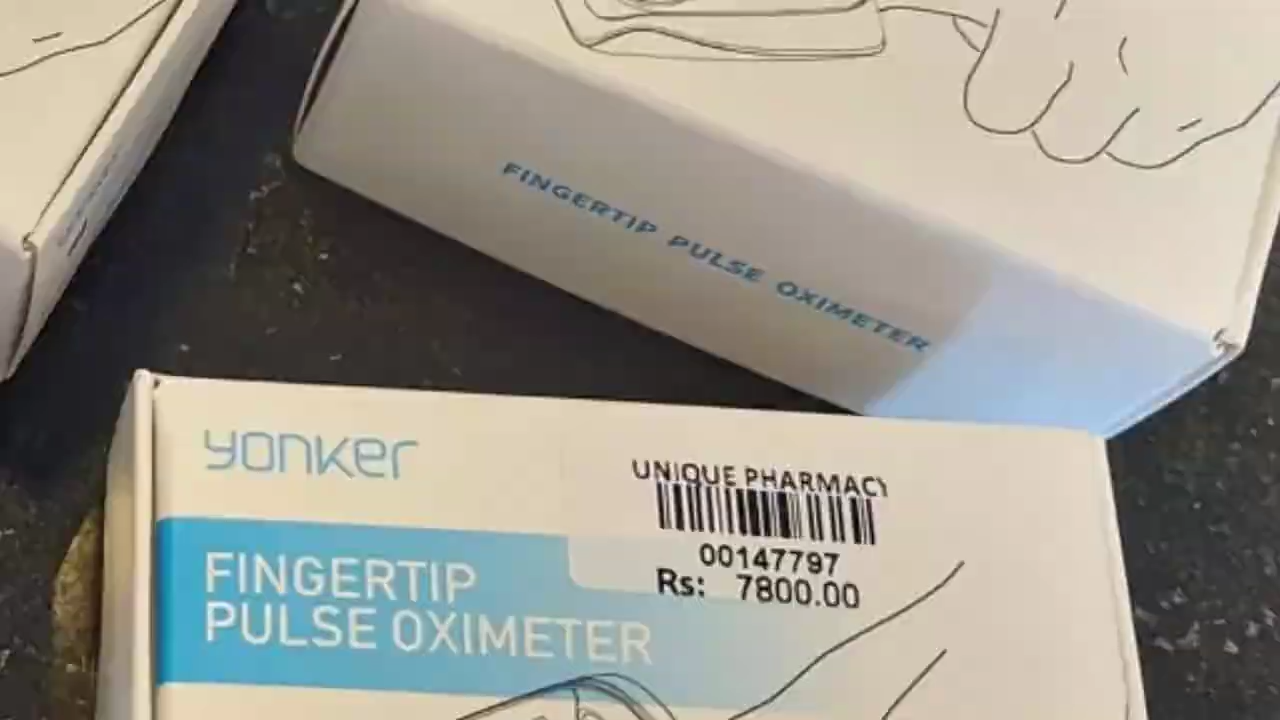 FINGERTIP PULSE OXIMETER
yonker
UNIQUE PHARMACY
00147797
Rs: 7800.00
FINGERTIP
PULSE OXIMETER